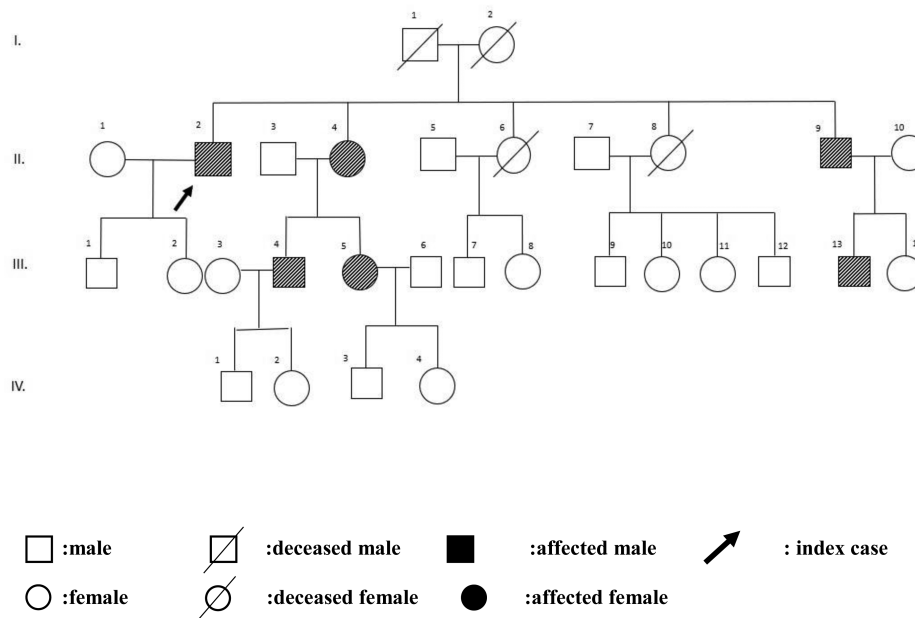 1 2
I.
1 2 3 4 5 6 7 8 9 10
II.
1 2 3 4 5 6 7 8 9 10 11 12 13 1
III.
1 2 3 4
IV.
:male :deceased male :affected male : index case
:female :deceased female :affected female